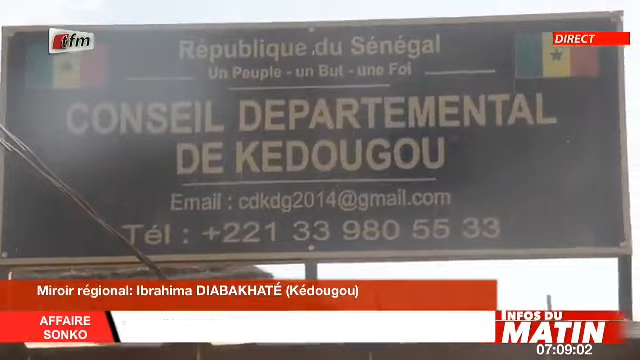 tfm
DIRECT
République du Sénégal
Un Peuple - un But - une Foi
CONSEIL DEPARTEMENTAL
DE KEDOUGOU
Email : cdkdg2014@gmail.com
Tél : +221 33 980 55 33
Miroir régional: Ibrahima DIABAKHATÉ (Kédougou)
AFFAIRE
SONKO
INFOS DU
MATIN
07:09:02